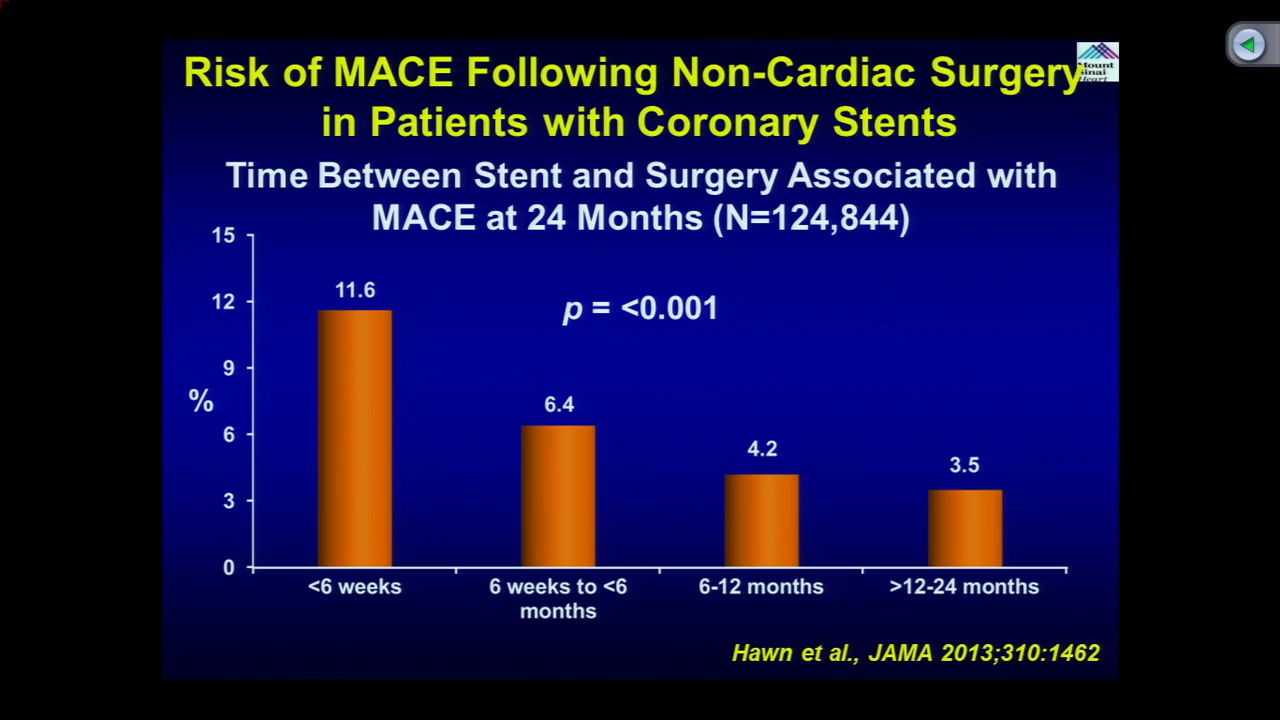 Risk of MACE Following Non-Cardiac Surgery
in Patients with Coronary Stents
Mount
Sinai
Heart
Time Between Stent and Surgery Associated with
MACE at 24 Months (N=124,844)
15
12
9
6
3
0
%
11.6
6.4
4.2
3.5
p = <0.001
<6 weeks
6 weeks to <6
months
6-12 months
>12-24 months
Hawn et al., JAMA 2013;310:1462